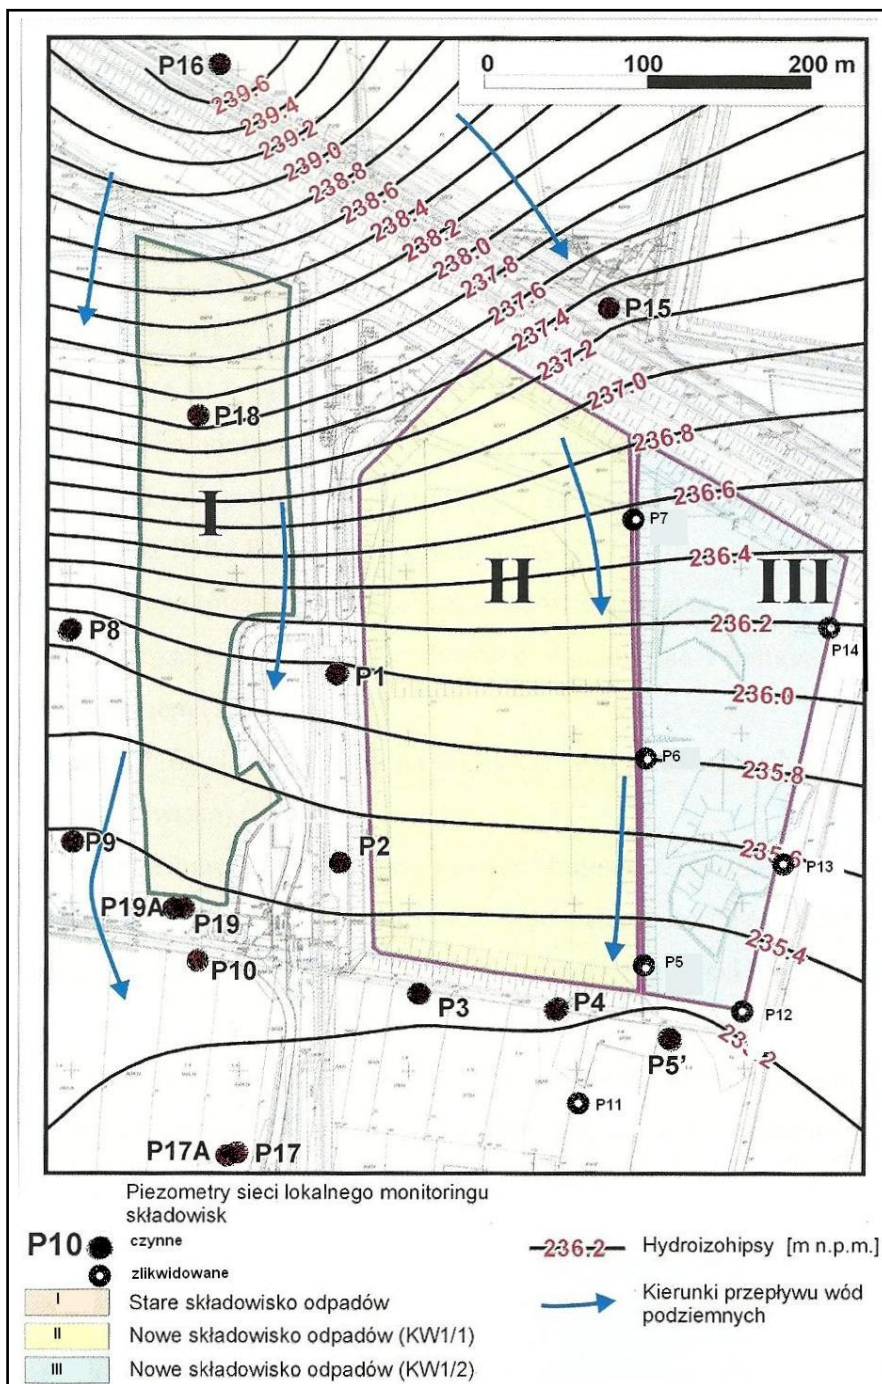 0 100 200 m
P16
239.6
239.4
239.2
239.0
238.8
238.6
238.4
238.2
238.0
237.8
237.6
237.4
237.2
237.0
236.8
236.6
236.4
236.2
236.0
235.8
235.6
235.4
P15
P18
I
II
III
P7
P8
P14
P1
P6
P9
P2
P13
P19A
P19
P10
P5
P3
P4
P12
P5'
P11
P17A
P17
Piezometry sieci lokalnego monitoringu
składowisk
P10 czynne
zlikwidowane
I Stare składowisko odpadów
II Nowe składowisko odpadów (KW1/1)
III Nowe składowisko odpadów (KW1/2)
236.2 Hydroizohipsy [m n.p.m.]
Kierunki przepływu wód
podziemnych